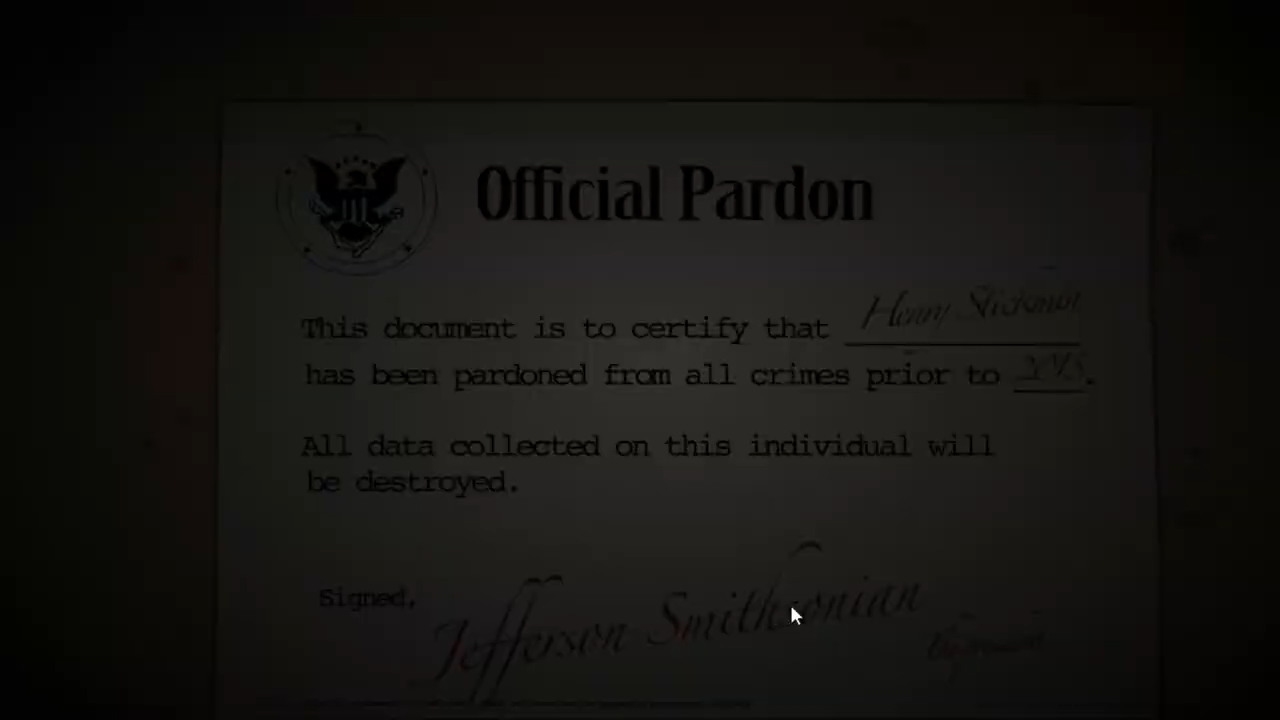 Official Pardon
This document is to certify that Henry Stickmin
has been pardoned from all crimes prior to
All data collected on this individual will
be destroyed.
Signed,
Jefferson Smithsonian